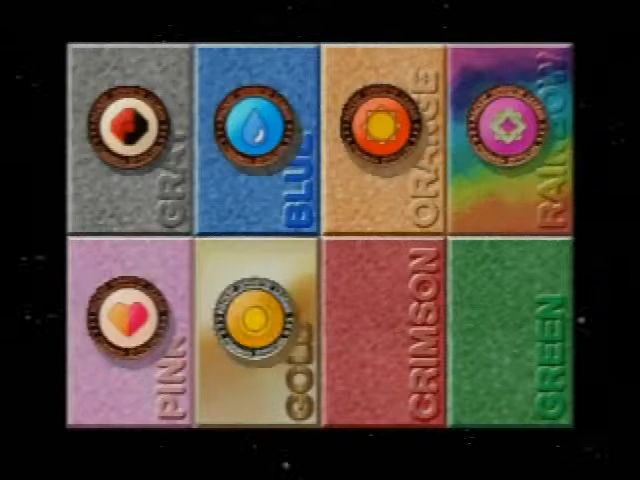 GRAY
BLUE
ORANGE
RAINBOW
PINK
GOLD
CRIMSON
GREEN